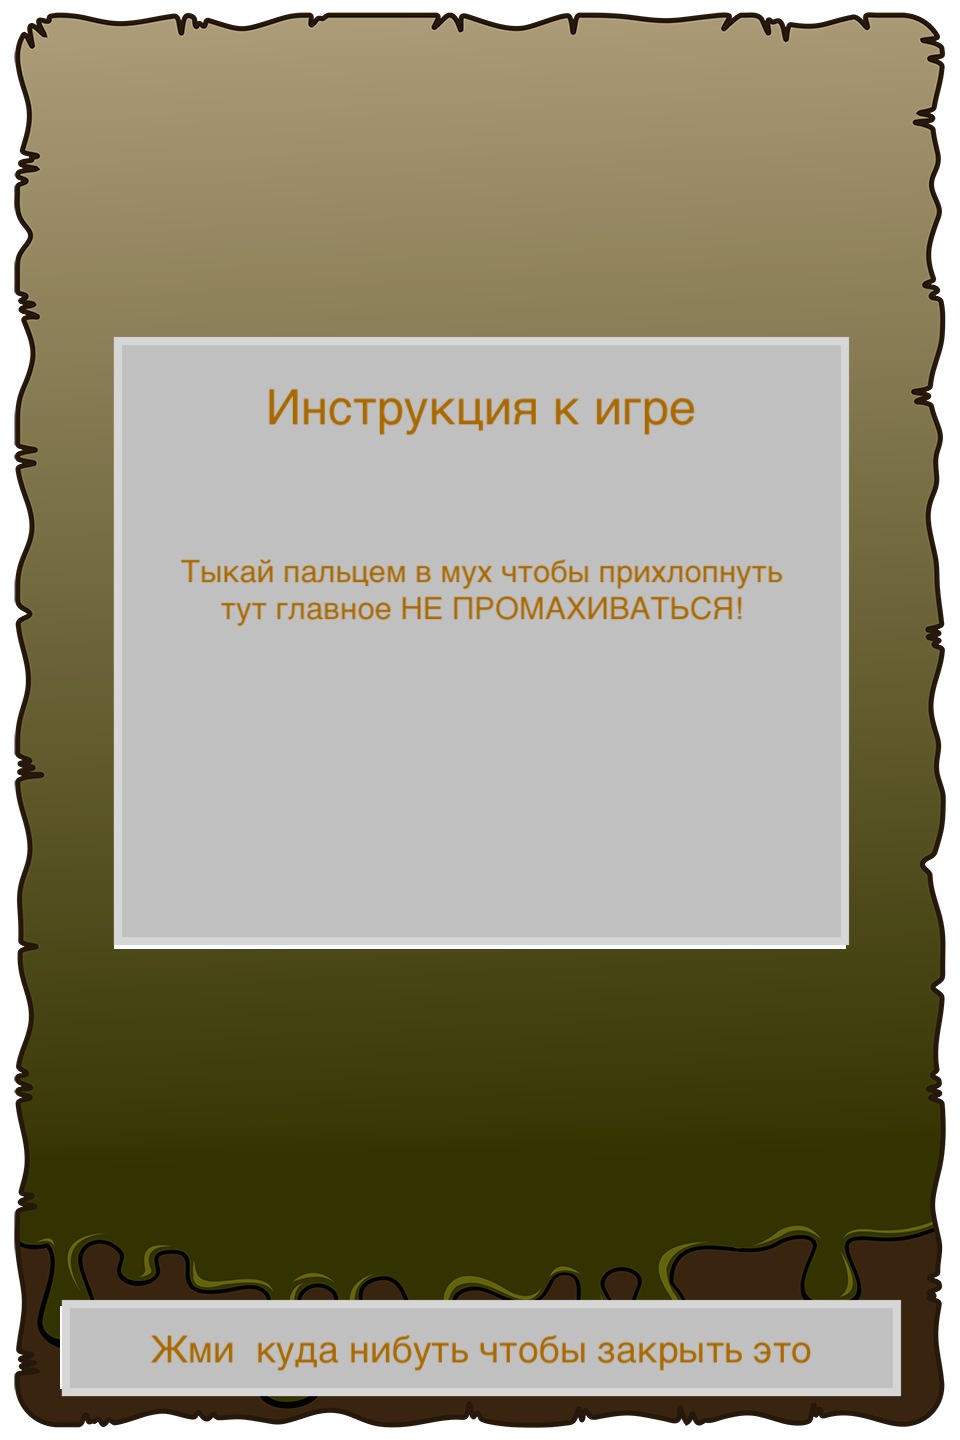 Инструкция к игре
Тыкай пальцем в мух чтобы прихлопнуть
тут главное НЕ ПРОМАХИВАТЬСЯ!
Жми  куда нибуть чтобы закрыть это